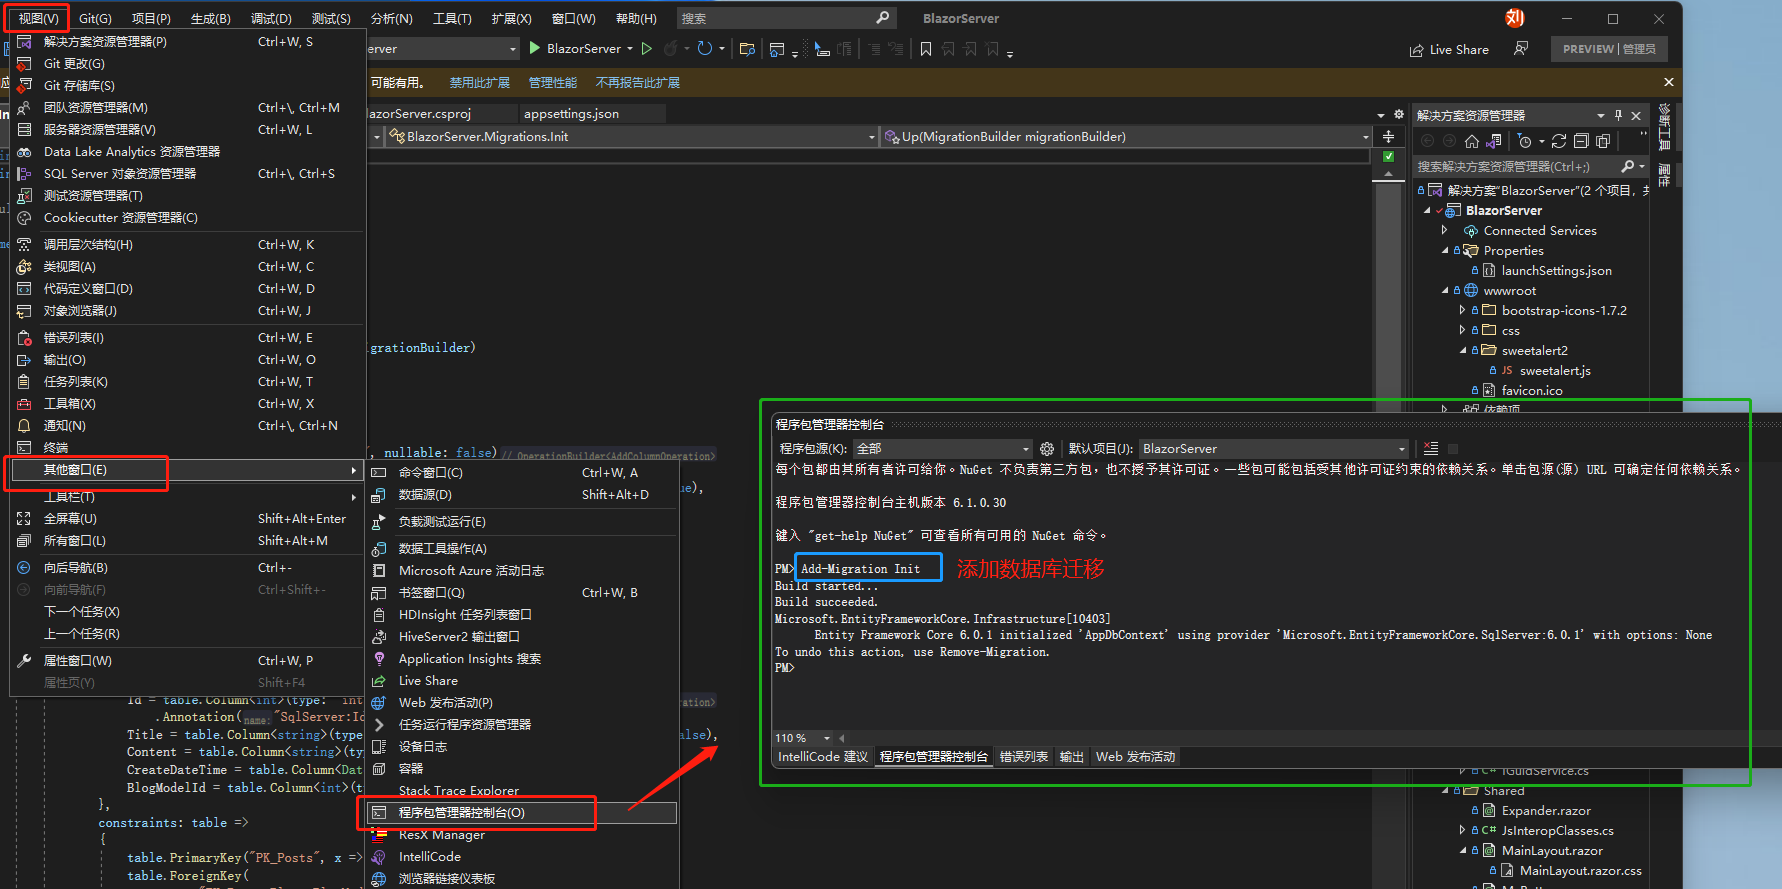 视图(V) Git(G) 项目(P) 生成(B) 调试(D) 测试(S) 分析(N) 工具(T) 扩展(X) 窗口(W) 帮助(H) 搜索 BlazorServer 刘
解决方案资源管理器(P) Ctrl+W, S
erver BlazorServer Live Share PREVIEW | 管理员
Git 更改(G)
Git 存储库(S)
可能有用。 禁用此扩展 管理性能 不再报告此扩展
团队资源管理器(M) Ctrl+\, Ctrl+M
服务器资源管理器(V) Ctrl+W, L
Data Lake Analytics 资源管理器
SQL Server 对象资源管理器 Ctrl+\, Ctrl+S
测试资源管理器(T)
Cookiecutter 资源管理器(C)
调用层次结构(H) Ctrl+W, K
类视图(A) Ctrl+W, C
代码定义窗口(D) Ctrl+W, D
对象浏览器(J) Ctrl+W, J
错误列表(I) Ctrl+W, E
输出(O) Ctrl+W, O
任务列表(K) Ctrl+W, T
工具箱(X) Ctrl+W, X
通知(N) Ctrl+\, Ctrl+N
终端
其他窗口(E)
工具栏(T)
全屏幕(U) Shift+Alt+Enter
所有窗口(L) Shift+Alt+M
向后导航(B) Ctrl+-
向前导航(F) Ctrl+Shift+-
下一个任务(X)
上一个任务(R)
属性窗口(W) Ctrl+W, P
属性页(Y) Shift+F4
lazorServer.csproj appsettings.json
BlazorServer.Migrations.Init Up(MigrationBuilder migrationBuilder)
igrationBuilder)
, nullable: false) // OperationBuilder<AddColumnOperation>
ue),
命令窗口(C) Ctrl+W, A
数据源(D) Shift+Alt+D
负载测试运行(E)
数据工具操作(A)
Microsoft Azure 活动日志
书签窗口(Q) Ctrl+W, B
HDInsight 任务列表窗口
HiveServer2 输出窗口
Application Insights 搜索
Live Share
Web 发布活动(P)
任务运行程序资源管理器
设备日志
容器
Stack Trace Explorer
程序包管理器控制台(O)
ResX Manager
IntelliCode
浏览器链接仪表板
ration>
alse),
Id = table.Column<int>(type: "int
.Annotation(name: "SqlServer:Id
Title = table.Column<string>(type
Content = table.Column<string>(ty
CreateDateTime = table.Column<Dat
BlogModelId = table.Column<int>(t
},
constraints: table =>
{
table.PrimaryKey("PK_Posts", x =>
table.ForeignKey(
程序包管理器控制台
程序包源(K): 全部 默认项目(J): BlazorServer
每个包都由其所有者许可给你。NuGet 不负责第三方包，也不授予其许可证。一些包可能包括受其他许可证约束的依赖关系。单击包源(源) URL 可确定任何依赖关系。
程序包管理器控制台主机版本 6.1.0.30
键入 "get-help NuGet" 可查看所有可用的 NuGet 命令。
PM> Add-Migration Init 添加数据库迁移
Build started...
Build succeeded.
Microsoft.EntityFrameworkCore.Infrastructure[10403]
Entity Framework Core 6.0.1 initialized 'AppDbContext' using provider 'Microsoft.EntityFrameworkCore.SqlServer:6.0.1' with options: None
To undo this action, use Remove-Migration.
PM>
110 %
IntelliCode 建议 程序包管理器控制台 错误列表 输出 Web 发布活动
解决方案资源管理器
搜索解决方案资源管理器(Ctrl+;)
解决方案"BlazorServer"(2 个项目，共
BlazorServer
Connected Services
Properties
launchSettings.json
wwwroot
bootstrap-icons-1.7.2
css
sweetalert2
JS sweetalert.js
favicon.ico
依赖项
C# IGuidService.cs
Shared
Expander.razor
C# JsInteropClasses.cs
MainLayout.razor
MainLayout.razor.css
诊断工具
属性